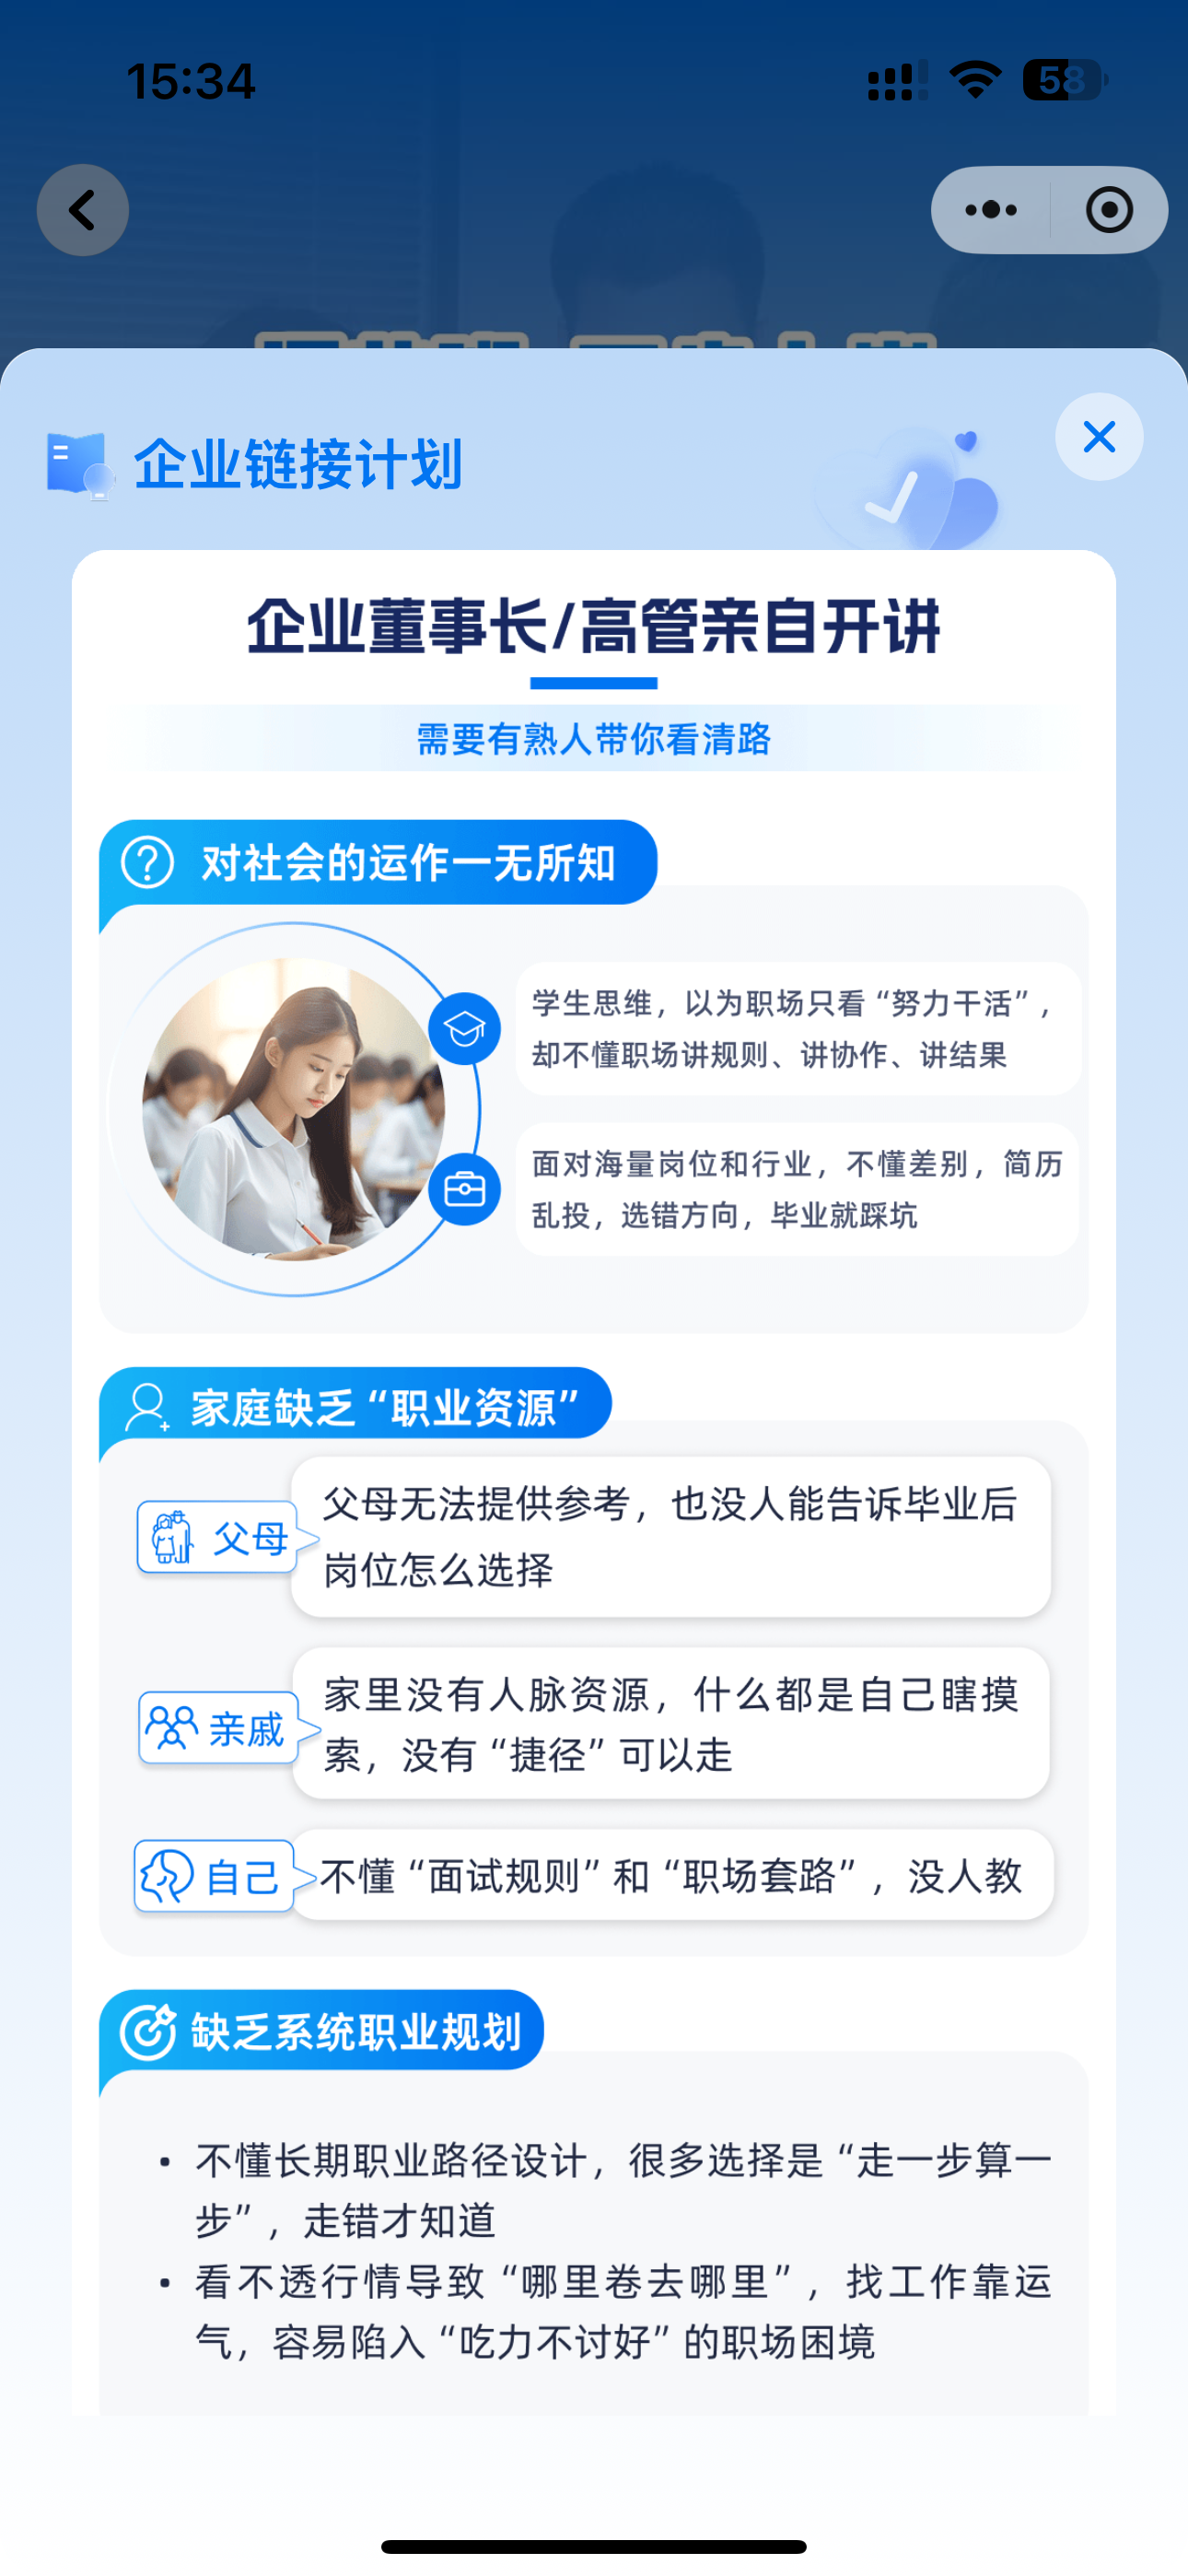 15:34
58
企业链接计划
企业董事长/高管亲自开讲
需要有熟人带你看清路
对社会的运作一无所知
学生思维，以为职场只看“努力干活”，
却不懂职场讲规则、讲协作、讲结果
面对海量岗位和行业，不懂差别，简历
乱投，选错方向，毕业就踩坑
家庭缺乏“职业资源”
父母
父母无法提供参考，也没人能告诉毕业后
岗位怎么选择
亲戚
家里没有人脉资源，什么都是自己瞎摸
索，没有“捷径”可以走
自己
不懂“面试规则”和“职场套路”，没人教
缺乏系统职业规划
• 不懂长期职业路径设计，很多选择是“走一步算一
步”，走错才知道
• 看不透行情导致“哪里卷去哪里”，找工作靠运
气，容易陷入“吃力不讨好”的职场困境